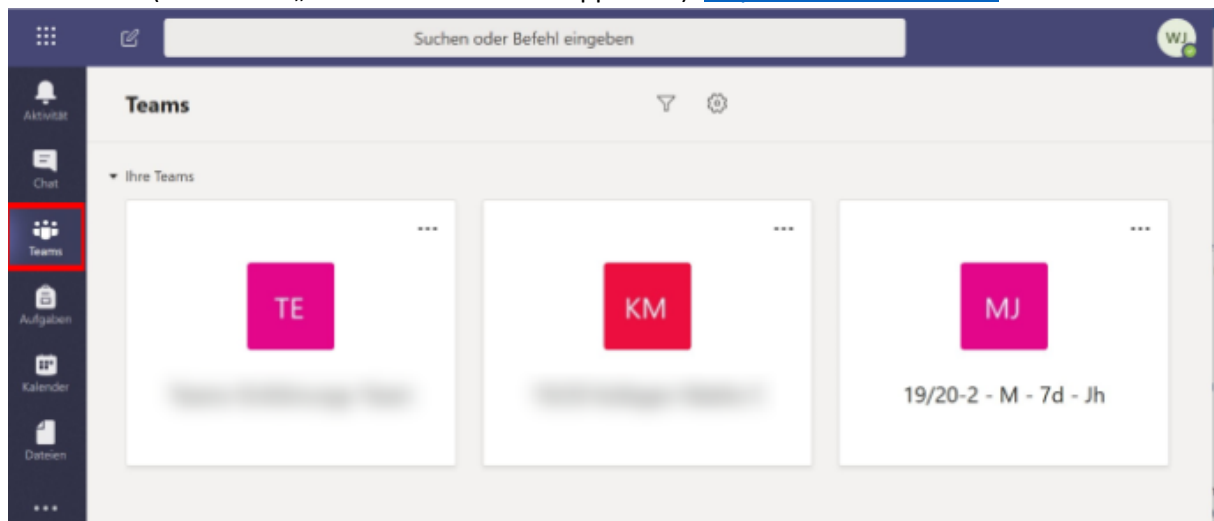 Suchen oder Befehl eingeben
WJ
Aktivität
Teams
Chat
Ihre Teams
Teams
TE
KM
MJ
Aufgaben
Kalender
19/20-2 - M - 7d - Jh
Dateien